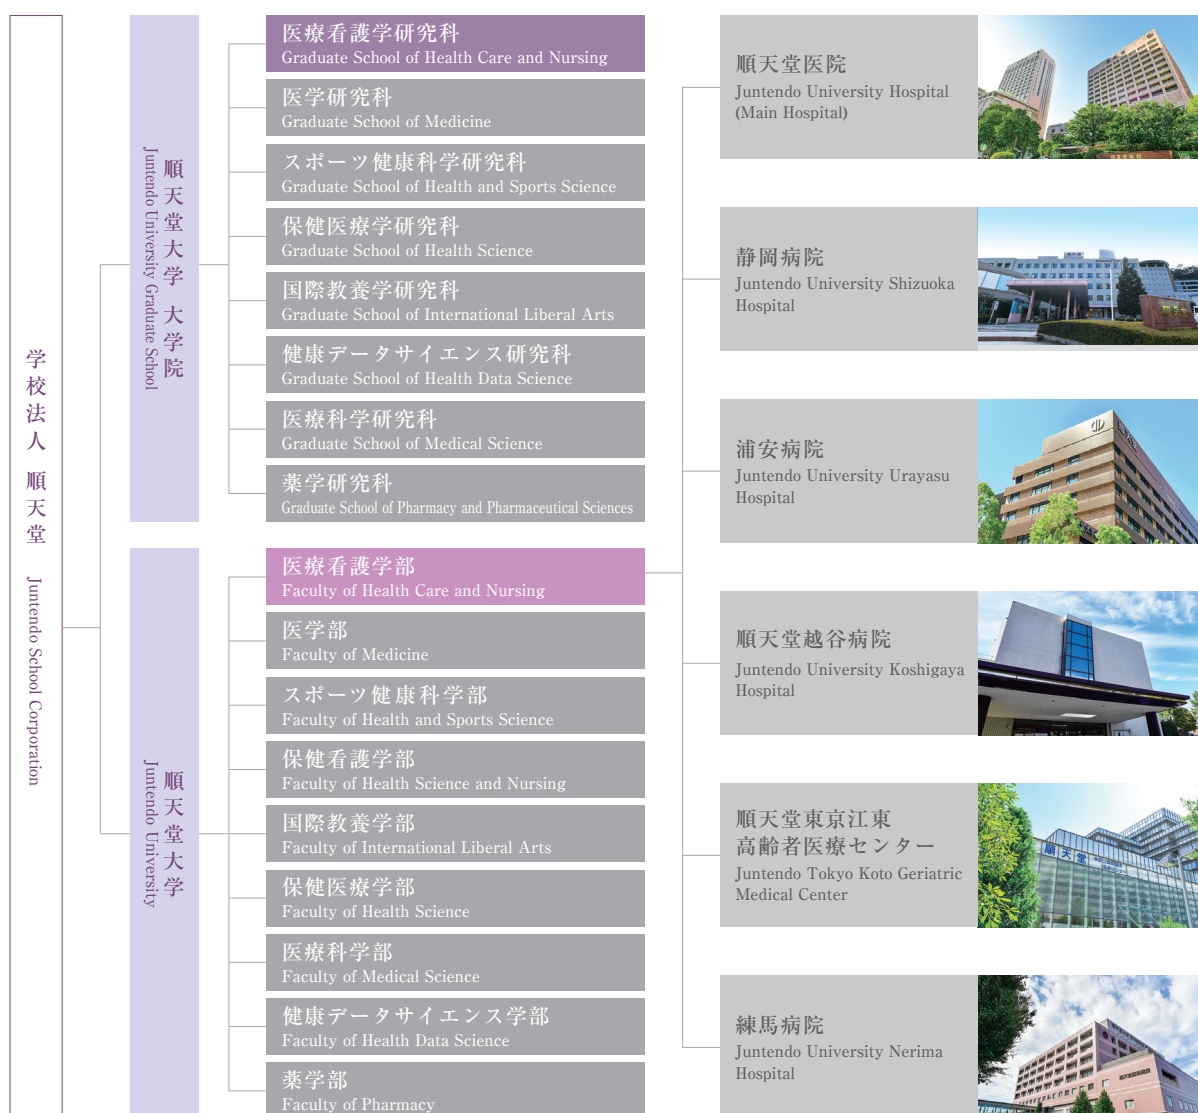 学校法人 順天堂 Juntendo School Corporation
順天堂大学 大学院
Juntendo University Graduate School
医療看護学研究科
Graduate School of Health Care and Nursing
医学研究科
Graduate School of Medicine
スポーツ健康科学研究科
Graduate School of Health and Sports Science
保健医療学研究科
Graduate School of Health Science
国際教養学研究科
Graduate School of International Liberal Arts
健康データサイエンス研究科
Graduate School of Health Data Science
医療科学研究科
Graduate School of Medical Science
薬学研究科
Graduate School of Pharmacy and Pharmaceutical Sciences
順天堂大学
Juntendo University
医療看護学部
Faculty of Health Care and Nursing
医学部
Faculty of Medicine
スポーツ健康科学部
Faculty of Health and Sports Science
保健看護学部
Faculty of Health Science and Nursing
国際教養学部
Faculty of International Liberal Arts
保健医療学部
Faculty of Health Science
医療科学部
Faculty of Medical Science
健康データサイエンス学部
Faculty of Health Data Science
薬学部
Faculty of Pharmacy
順天堂医院
Juntendo University Hospital
(Main Hospital)
静岡病院
Juntendo University Shizuoka
Hospital
浦安病院
Juntendo University Urayasu
Hospital
順天堂
順天堂越谷病院
Juntendo University Koshigaya
Hospital
順天堂東京江東
高齢者医療センター
Juntendo Tokyo Koto Geriatric
Medical Center
順天堂
練馬病院
Juntendo University Nerima
Hospital